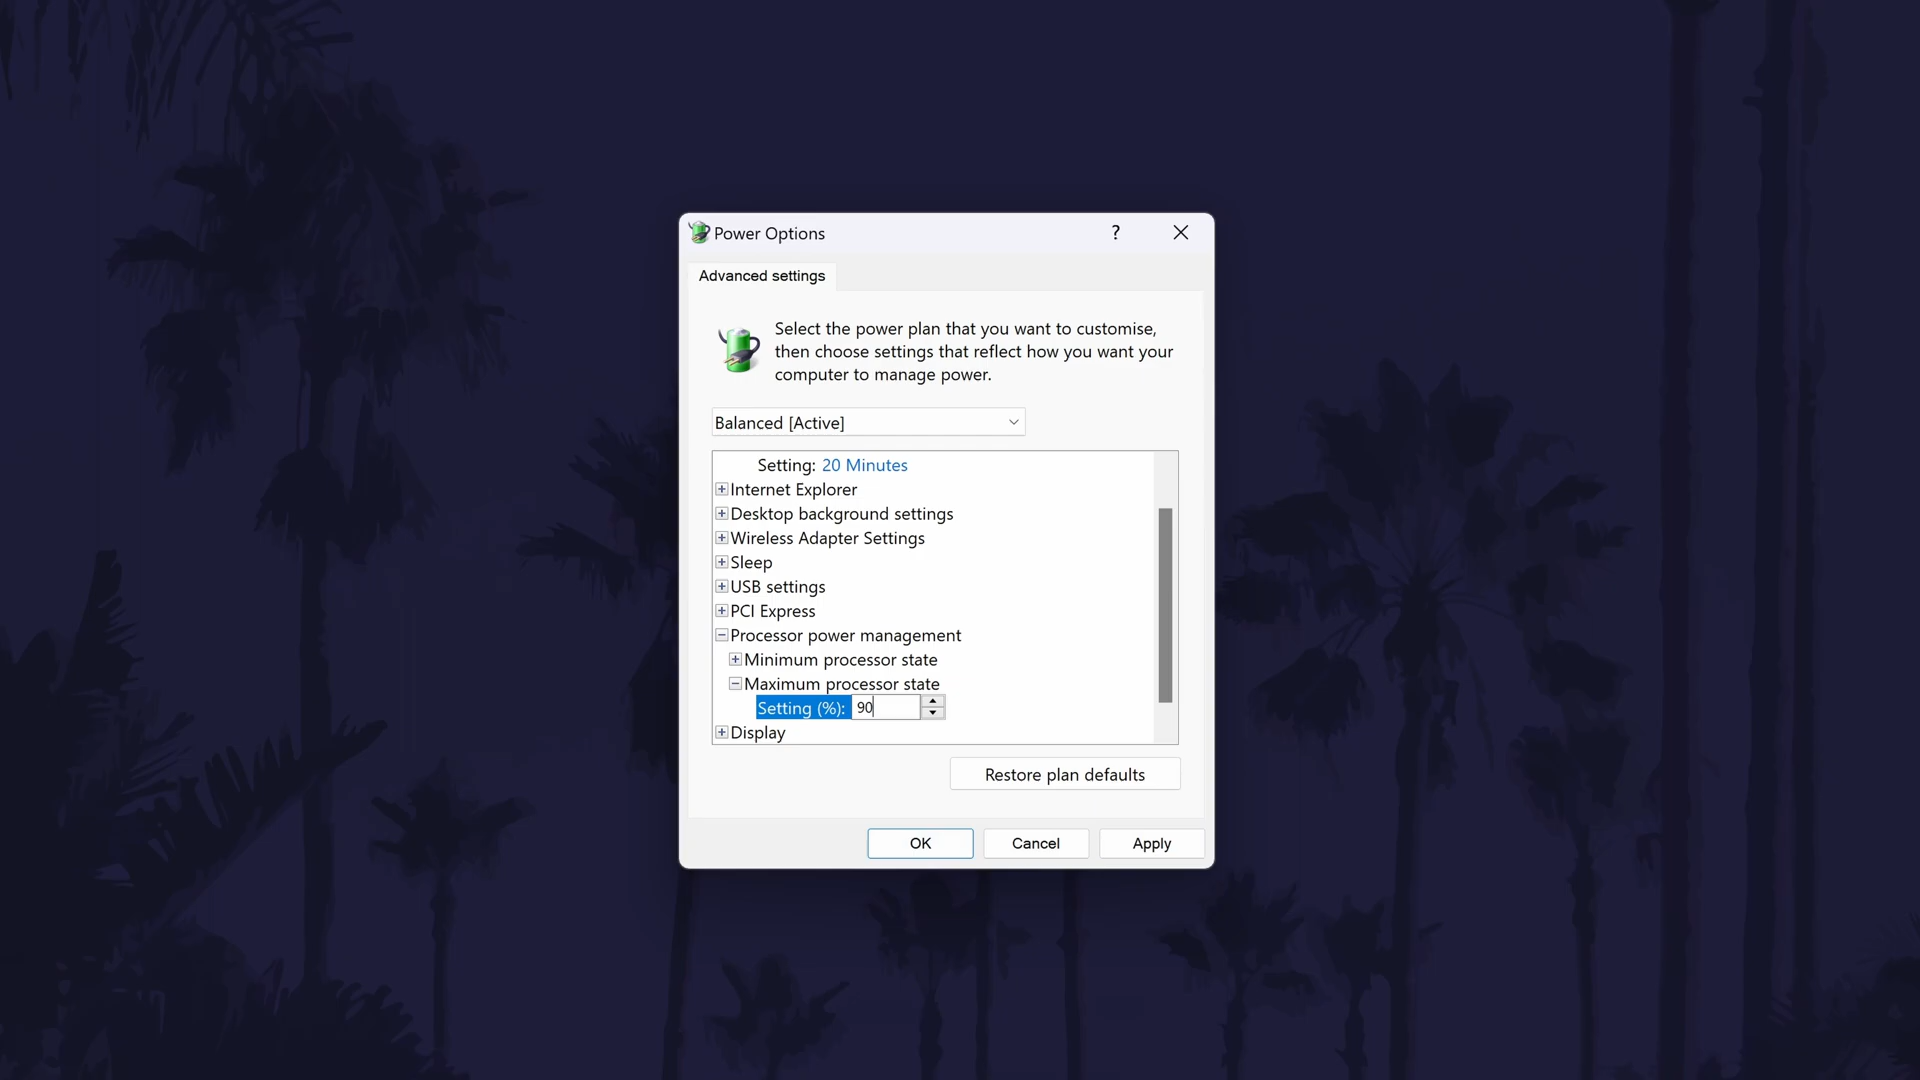 Power Options
?
Advanced settings
Select the power plan that you want to customise,
then choose settings that reflect how you want your
computer to manage power.
Balanced [Active]
Setting: 20 Minutes
Internet Explorer
Desktop background settings
Wireless Adapter Settings
Sleep
USB settings
PCI Express
Processor power management
Minimum processor state
Maximum processor state
Setting (%): 90
Display
Restore plan defaults
OK Cancel Apply